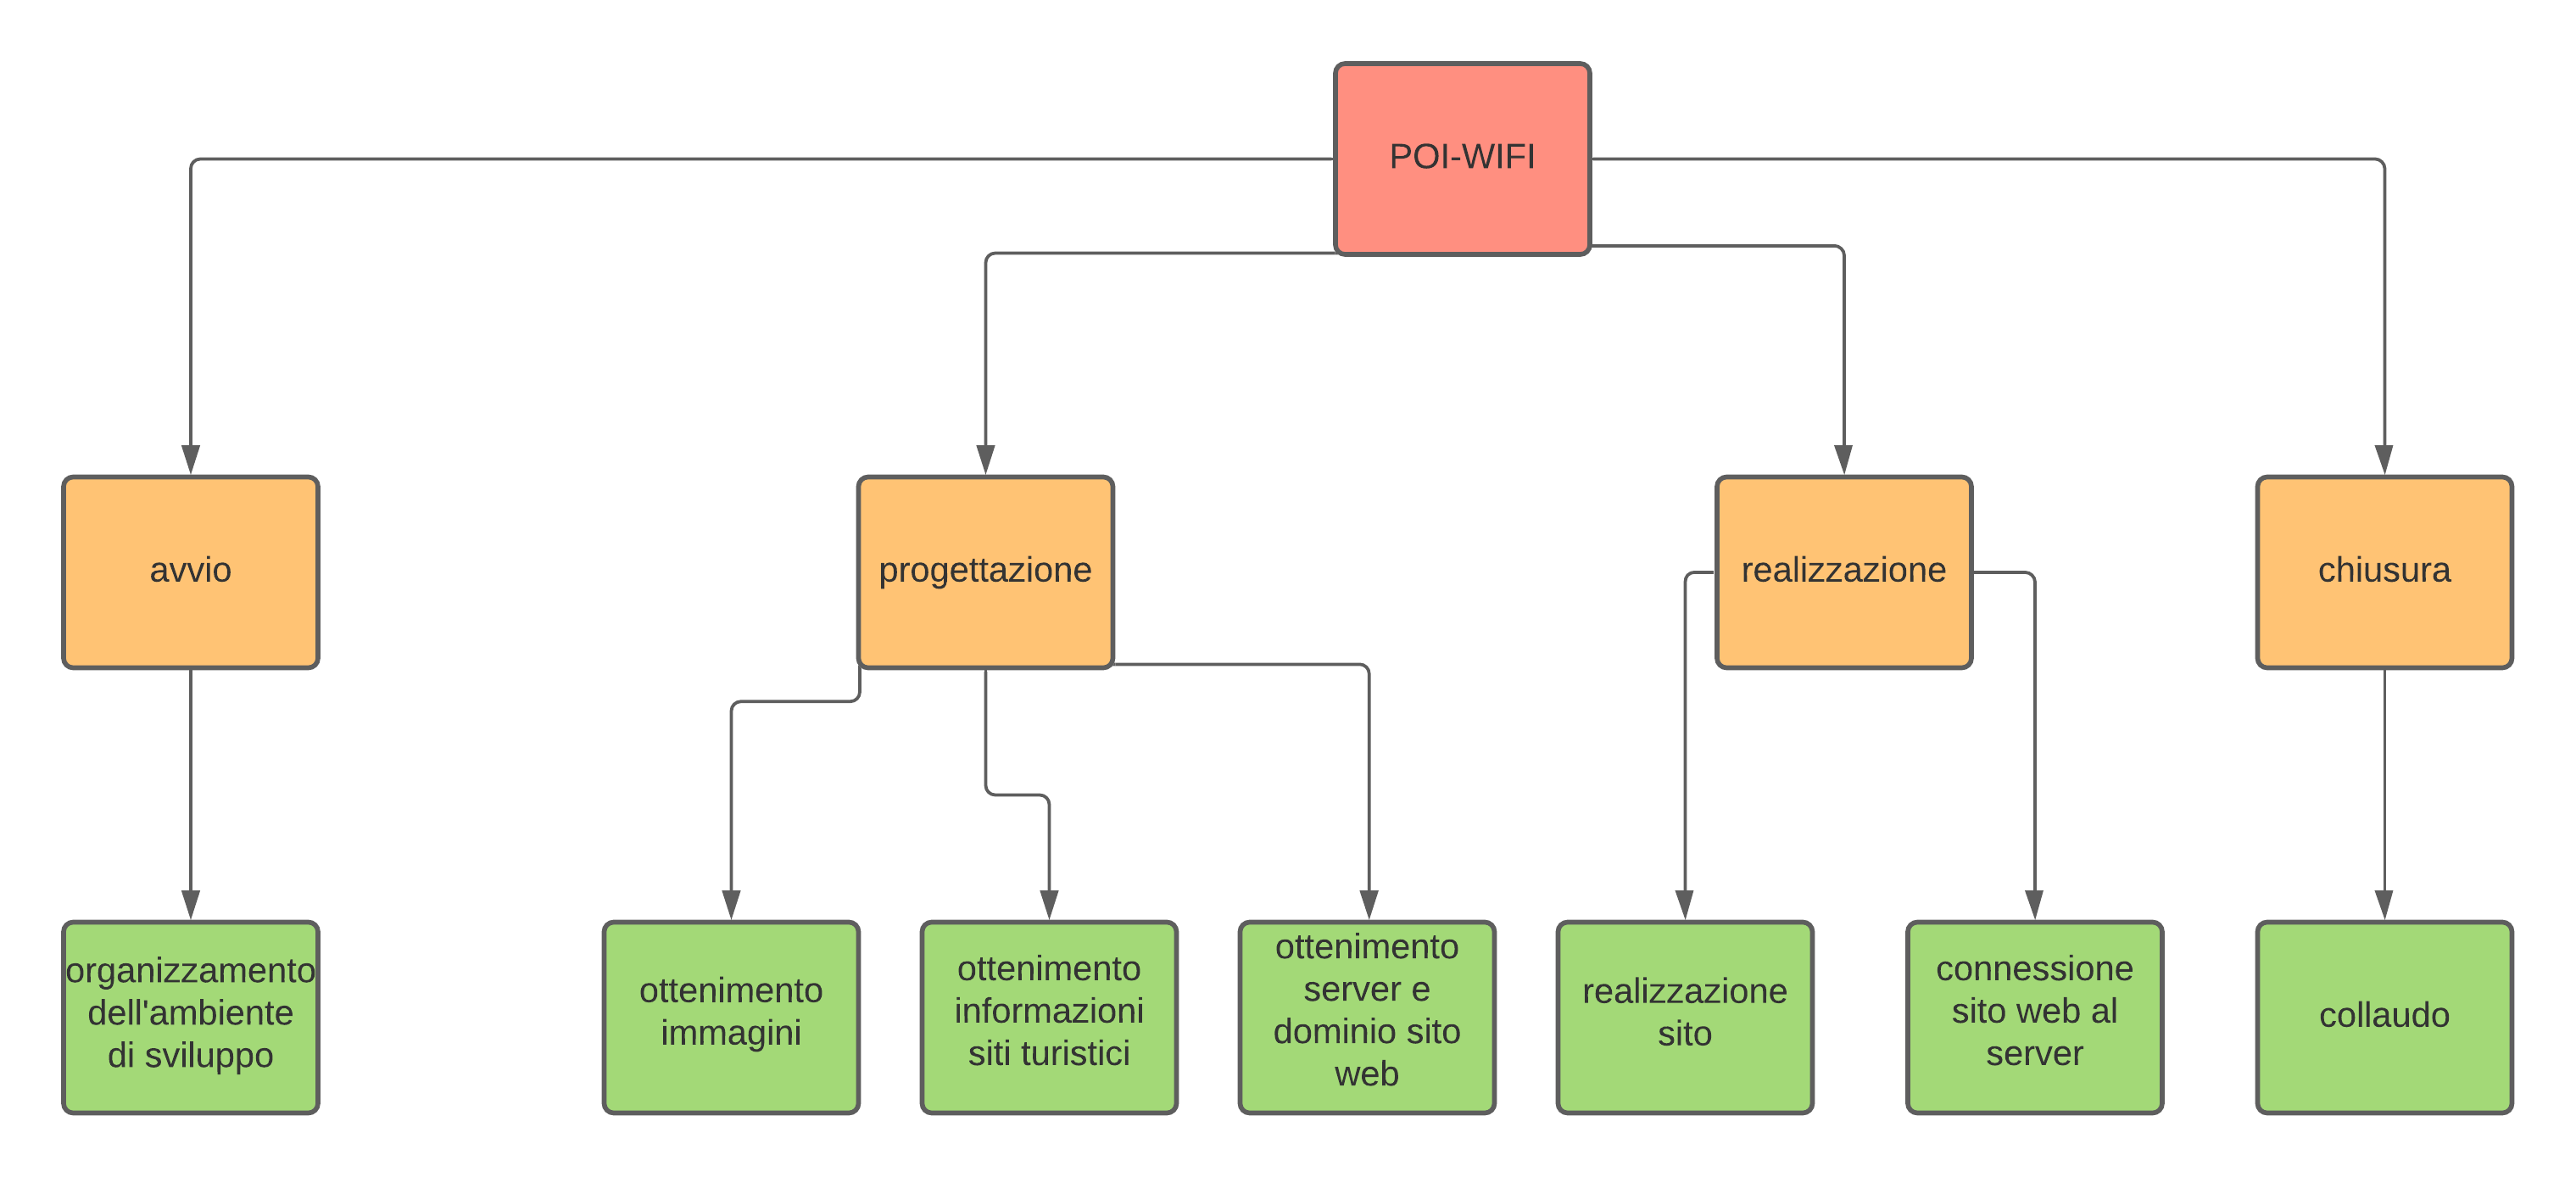 POI-WIFI
avvio
progettazione
realizzazione
chiusura
organizzamento
dell'ambiente
di sviluppo
ottenimento
immagini
ottenimento
informazioni
siti turistici
ottenimento
server e
dominio sito
web
realizzazione
sito
connessione
sito web al
server
collaudo